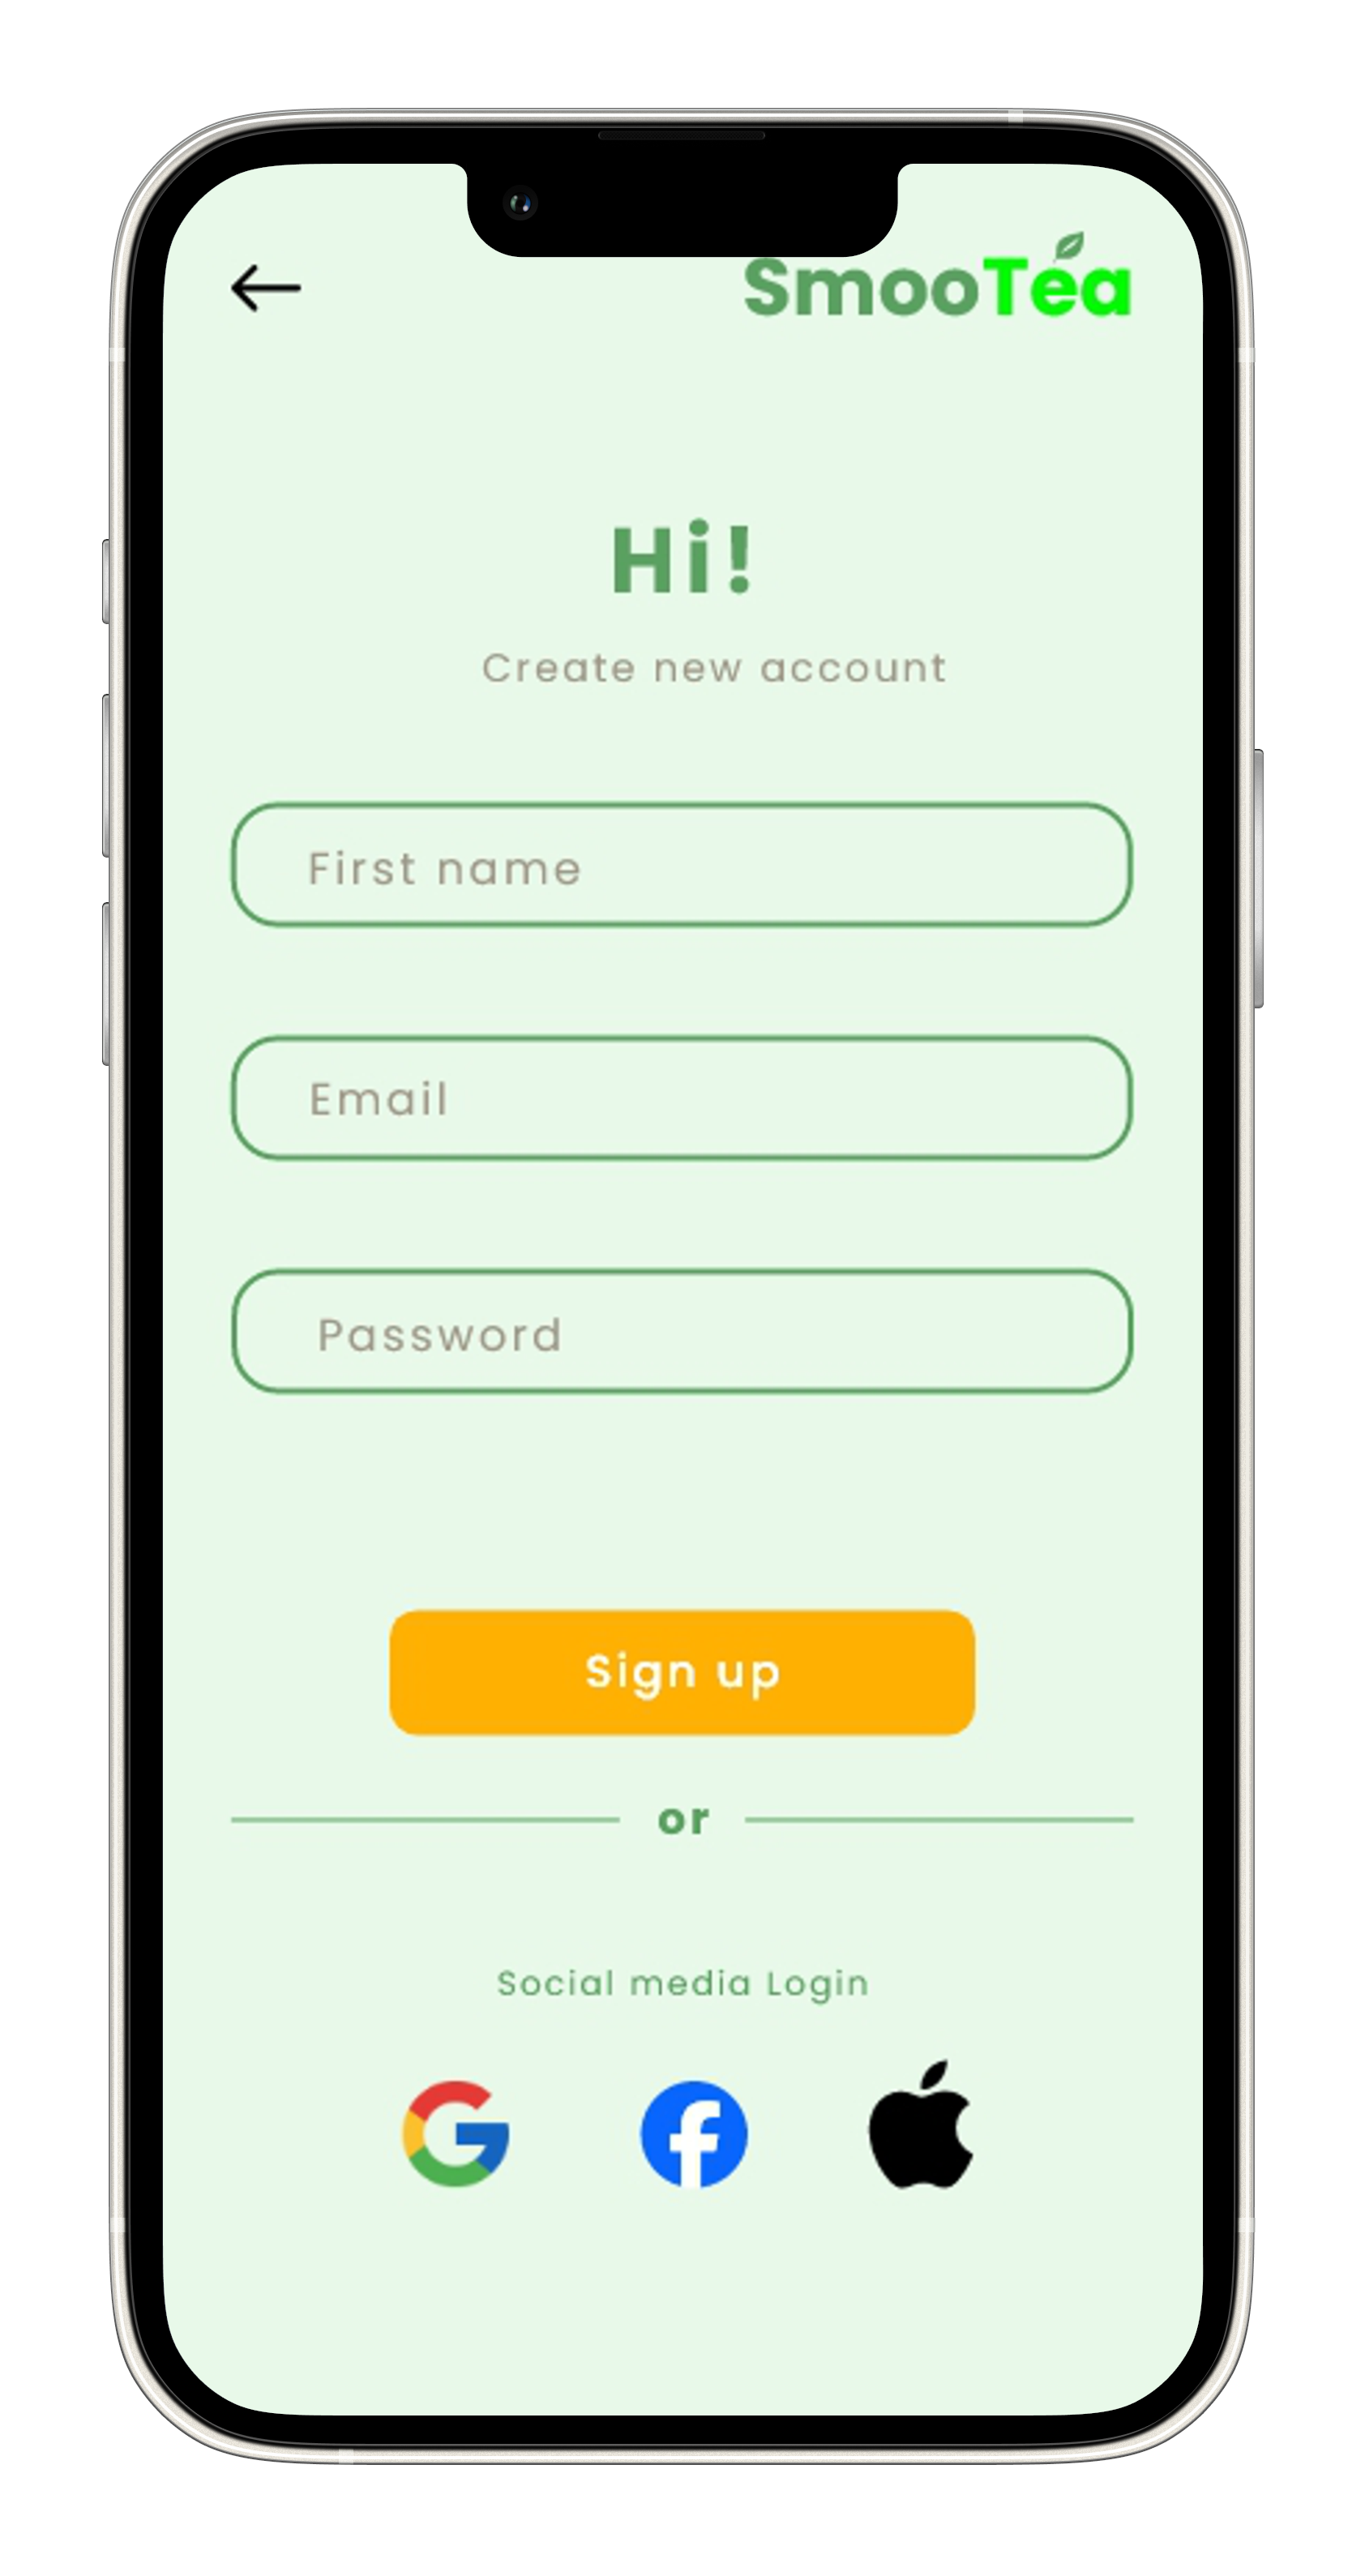 SmooTea
Hi!
Create new account
First name
Email
Password
Sign up
or
Social media Login